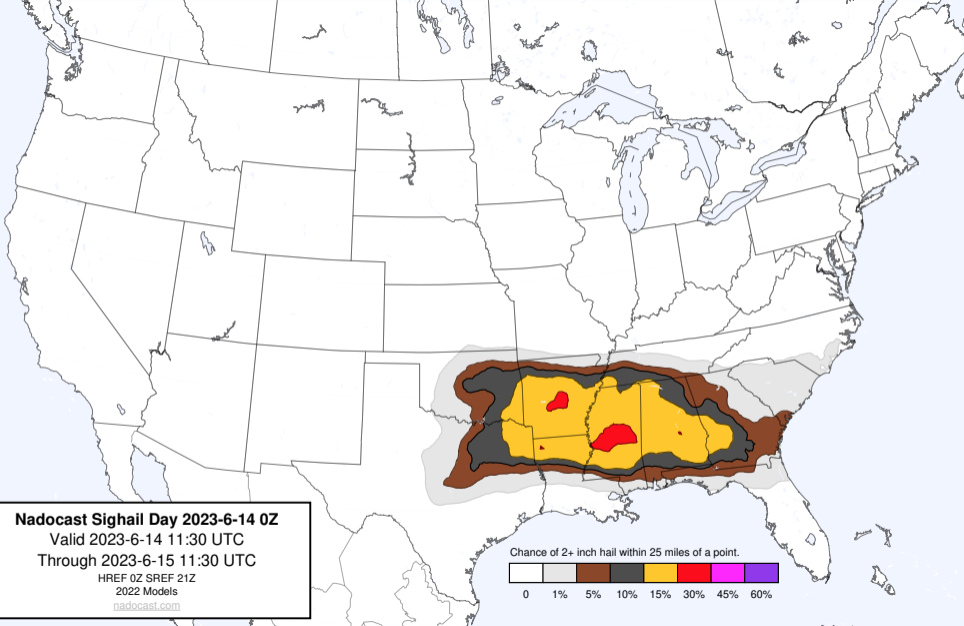 Nadocast Sighail Day 2023-6-14 0Z
Valid 2023-6-14 11:30 UTC
Through 2023-6-15 11:30 UTC
HREF 0Z SREF 21Z
2022 Models
nadocast.com
Chance of 2+ inch hail within 25 miles of a point.
0 1% 5% 10% 15% 30% 45% 60%